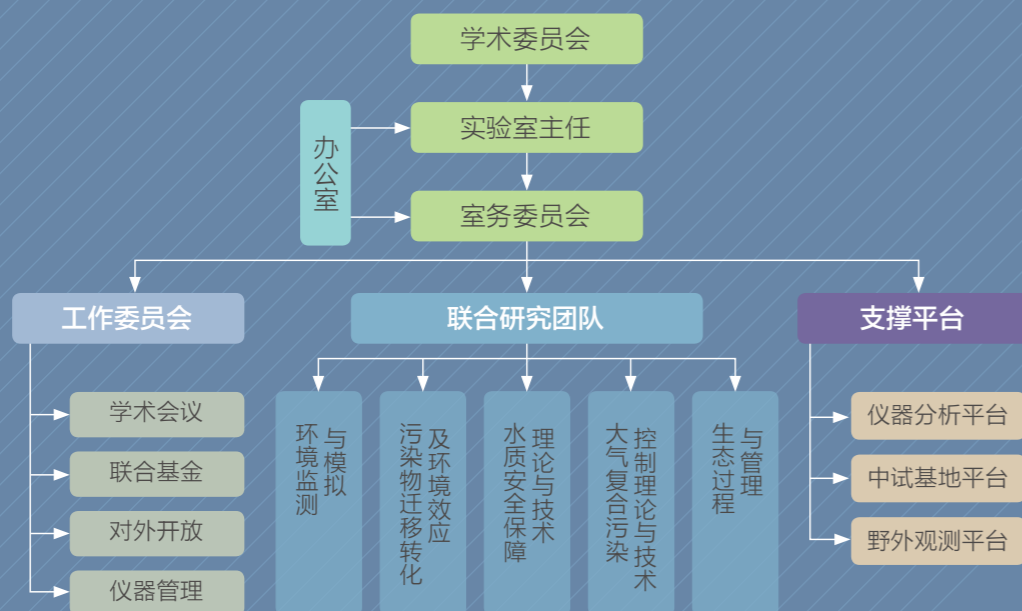 学术委员会
办公室
实验室主任
室务委员会
工作委员会
联合研究团队
支撑平台
学术会议
联合基金
对外开放
仪器管理
环境监测
与模拟
污染物迁移转化
及环境效应
水质安全保障
理论与技术
大气复合污染
控制理论与技术
生态过程
与管理
仪器分析平台
中试基地平台
野外观测平台